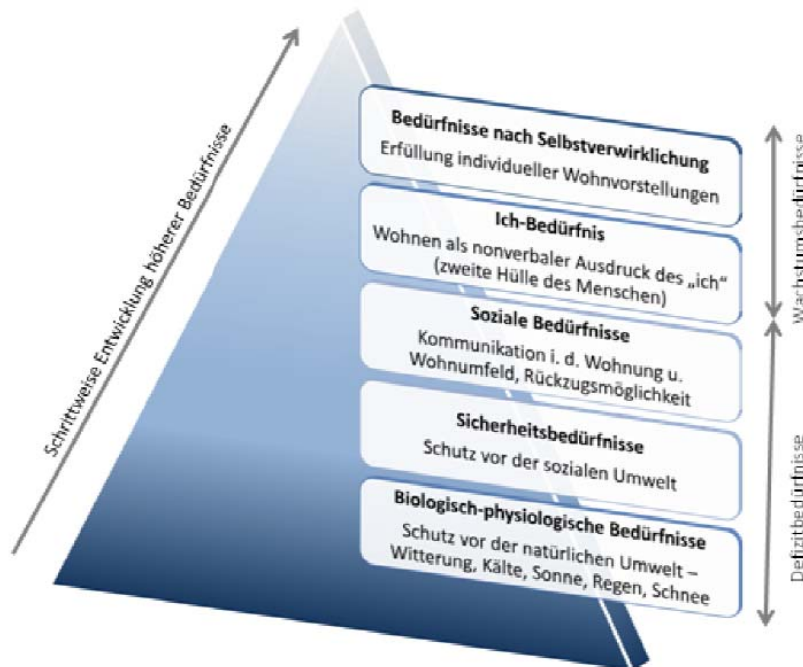 Schrittweise Entwicklung höherer Bedürfnisse
Bedürfnisse nach Selbstverwirklichung
Erfüllung individueller Wohnvorstellungen
Ich-Bedürfnis
Wohnen als nonverbaler Ausdruck des „ich“
(zweite Hülle des Menschen)
Soziale Bedürfnisse
Kommunikation i. d. Wohnung u.
Wohnumfeld, Rückzugsmöglichkeit
Sicherheitsbedürfnisse
Schutz vor der sozialen Umwelt
Biologisch-physiologische Bedürfnisse
Schutz vor der natürlichen Umwelt –
Witterung, Kälte, Sonne, Regen, Schnee
Wachstumsbedürfnisse
Defizitbedürfnisse